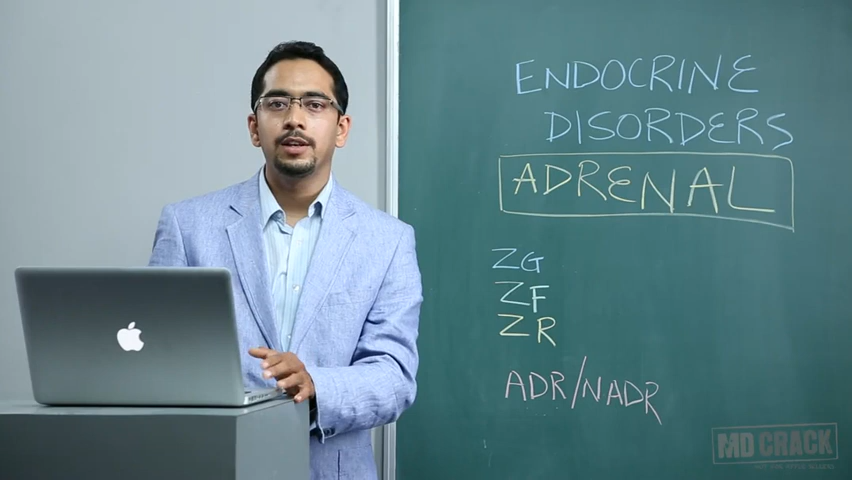 ENDOCRINE
DISORDERS
ADRENAL
ZG
ZF
ZR
ADR/NADR
MD CRACK